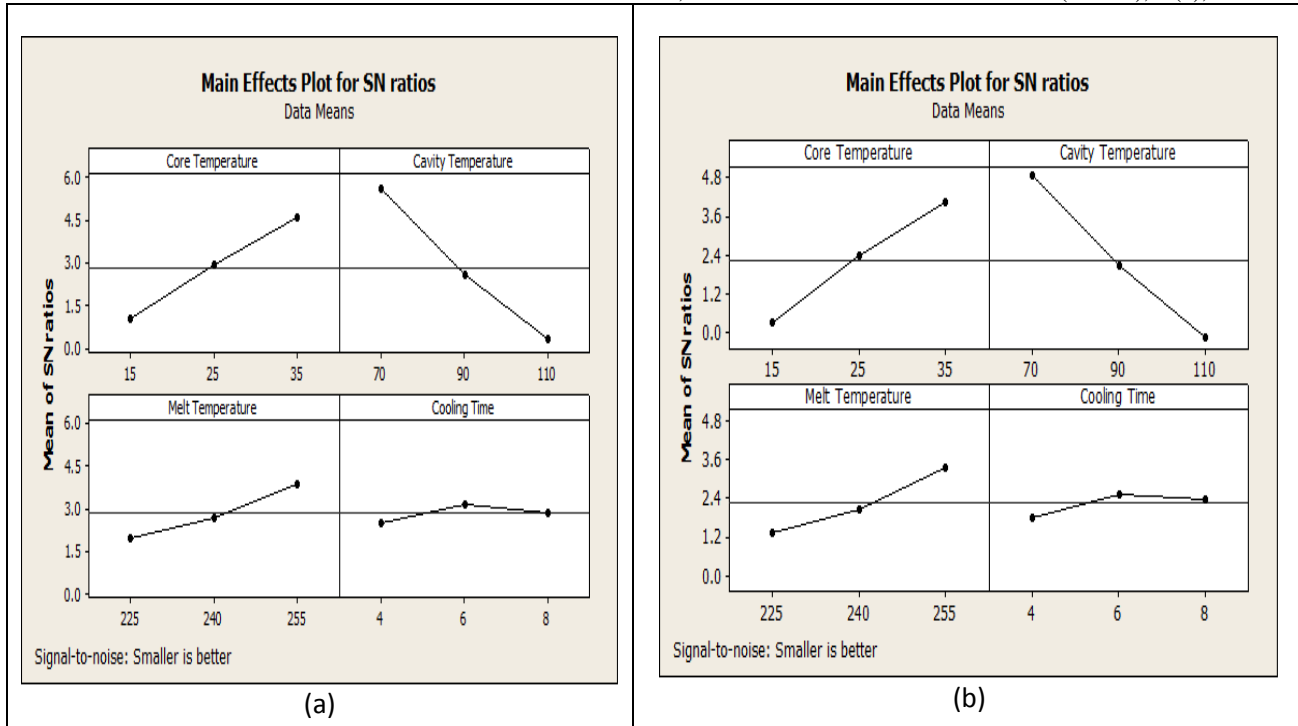 Main Effects Plot for SN ratios
Data Means
Core Temperature Cavity Temperature
6.0
4.5
3.0
1.5
0.0
15 25 35 70 90 110
Melt Temperature Cooling Time
6.0
4.5
3.0
1.5
0.0
225 240 255 4 6 8
Mean of SN ratios
Signal-to-noise: Smaller is better
(a)
Main Effects Plot for SN ratios
Data Means
Core Temperature Cavity Temperature
4.8
3.6
2.4
1.2
0.0
15 25 35 70 90 110
Melt Temperature Cooling Time
4.8
3.6
2.4
1.2
0.0
225 240 255 4 6 8
Mean of SN ratios
Signal-to-noise: Smaller is better
(b)